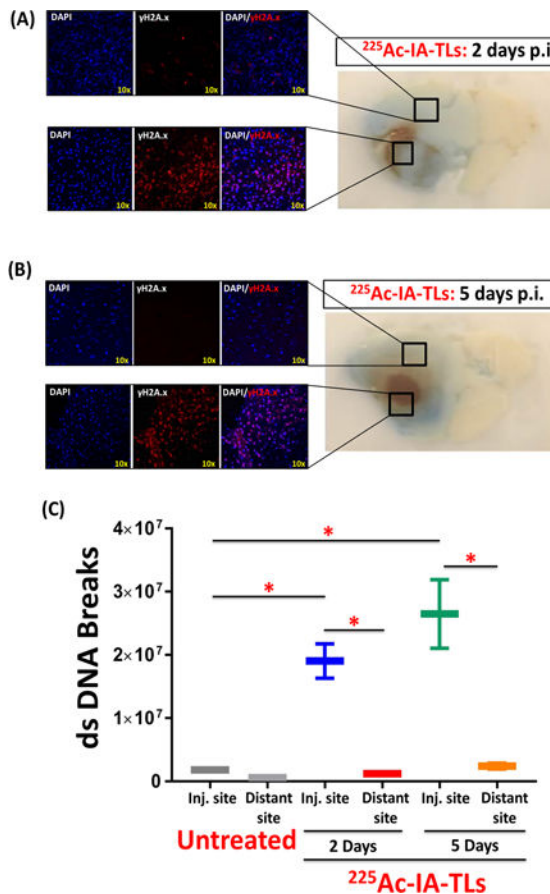 (A)
DAPI
γH2A.x
DAPI/γH2A.x
10x
10x
10x
²²⁵Ac-IA-TLs: 2 days p.i
DAPI
γH2A.x
DAPI/γH2A.x
10x
10x
10x
(B)
DAPI
γH2A.x
DAPI/γH2A.x
10x
10x
10x
²²⁵Ac-IA-TLs: 5 days p.i.
DAPI
γH2A.x
DAPI/γH2A.x
10x
10x
10x
(C)
ds DNA Breaks
4×10⁷
3×10⁷
2×10⁷
1×10⁷
0
* * * *
Inj. site Distant site Inj. site Distant site Inj. site Distant site
Untreated 2 Days 5 Days
²²⁵Ac-IA-TLs